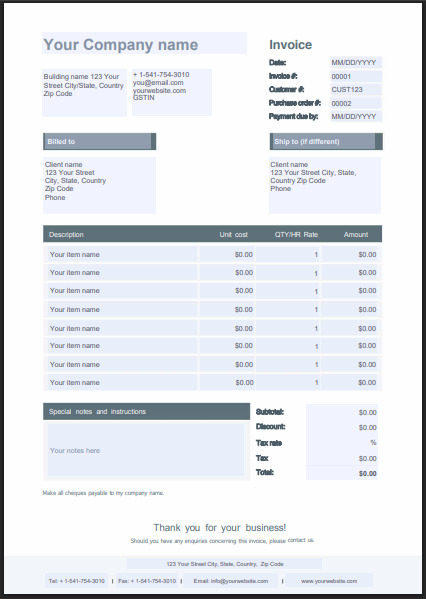 Your Company name
Invoice
Building name 123 Your
Street City/State, Country
Zip Code
+ 1-541-754-3010
you@email.com
yourwebsite.com
GSTIN
Date: MM/DD/YYYY
Invoice #: 00001
Customer #: CUST123
Purchase order #: 00002
Payment due by: MM/DD/YYYY
Billed to
Client name
123 Your Street
City, State, Country
Zip Code
Phone
Ship to (if different)
Client name
123 Your Street City, State,
Country Zip Code
Phone
Description Unit cost QTY/HR Rate Amount
Your item name $0.00 1 $0.00
Your item name $0.00 1 $0.00
Your item name $0.00 1 $0.00
Your item name $0.00 1 $0.00
Your item name $0.00 1 $0.00
Your item name $0.00 1 $0.00
Your item name $0.00 1 $0.00
Your item name $0.00 1 $0.00
Special notes and instructions
Your notes here
Subtotal: $0.00
Discount: $0.00
Tax rate %
Tax $0.00
Total: $0.00
Make all cheques payable to my company name.
Thank you for your business!
Should you have any enquiries concerning this invoice, please contact us.
123 Your Street City, State, Country, Zip Code
Tel: + 1-541-754-3010 | Fax: + 1-541-754-3010 | Email: info@yourwebsite.com | www.yourwebsite.com